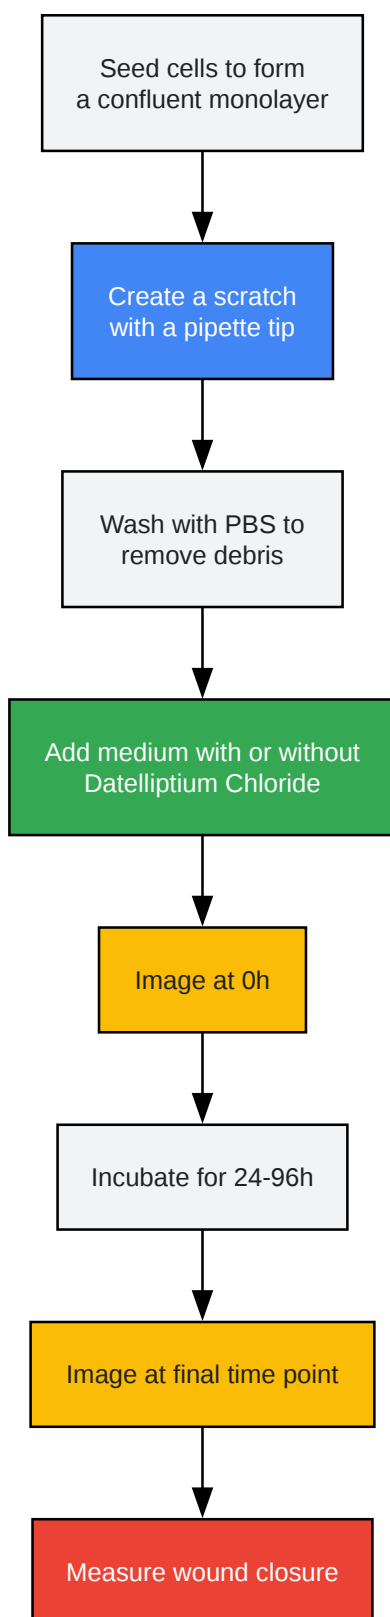 Seed cells to form
a confluent monolayer
Create a scratch
with a pipette tip
Wash with PBS to
remove debris
Add medium with or without
Datelliptium Chloride
Image at 0h
Incubate for 24-96h
Image at final time point
Measure wound closure